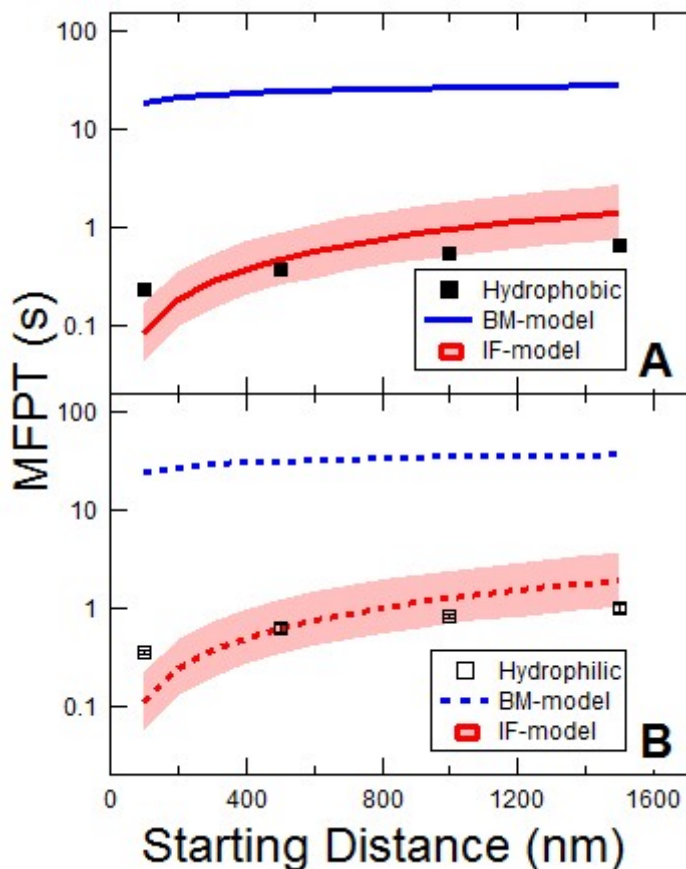 100
10
1
0.1
Hydrophobic
BM-model
IF-model
A
MFPT (s)
100
10
1
0.1
Hydrophilic
BM-model
IF-model
B
0 400 800 1200 1600
Starting Distance (nm)